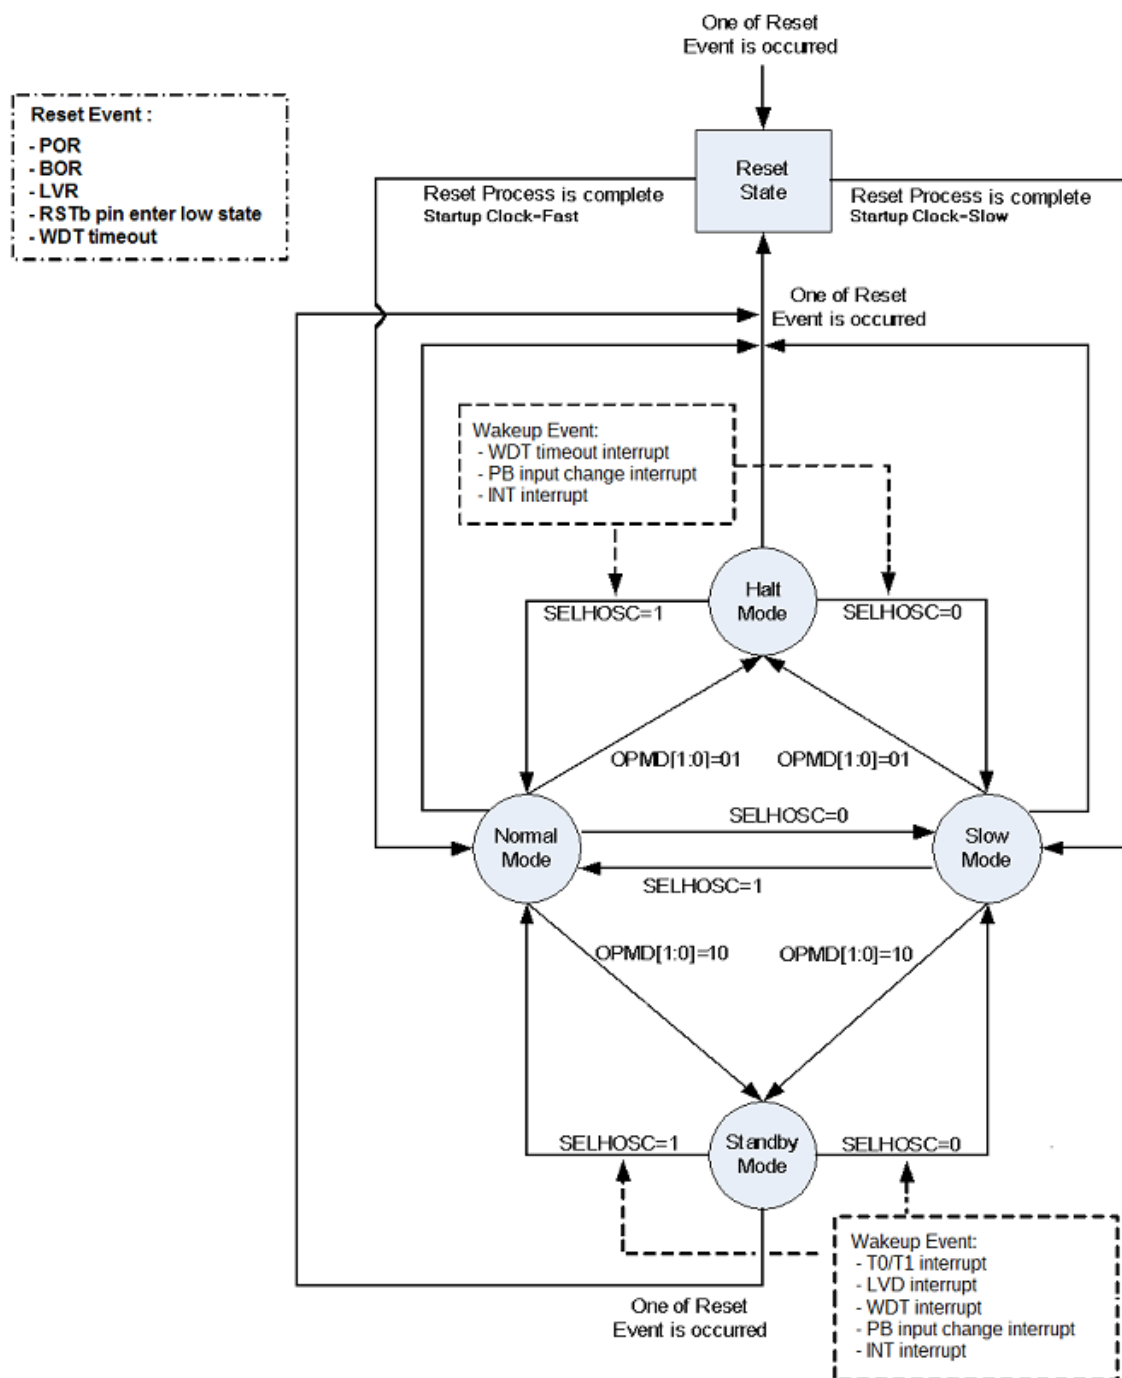 One of Reset
Event is occurred
Reset Event :
- POR
- BOR
- LVR
- RSTb pin enter low state
- WDT timeout
Reset
State
Reset Process is complete
Startup Clock-Fast
Reset Process is complete
Startup Clock-Slow
One of Reset
Event is occurred
Wakeup Event:
- WDT timeout interrupt
- PB input change interrupt
- INT interrupt
Halt
Mode
SELHOSC=1
SELHOSC=0
OPMD[1:0]=01
OPMD[1:0]=01
SELHOSC=0
Normal
Mode
Slow
Mode
SELHOSC=1
OPMD[1:0]=10
OPMD[1:0]=10
SELHOSC=1
Standby
Mode
SELHOSC=0
Wakeup Event:
- T0/T1 interrupt
- LVD interrupt
- WDT interrupt
- PB input change interrupt
- INT interrupt
One of Reset
Event is occurred